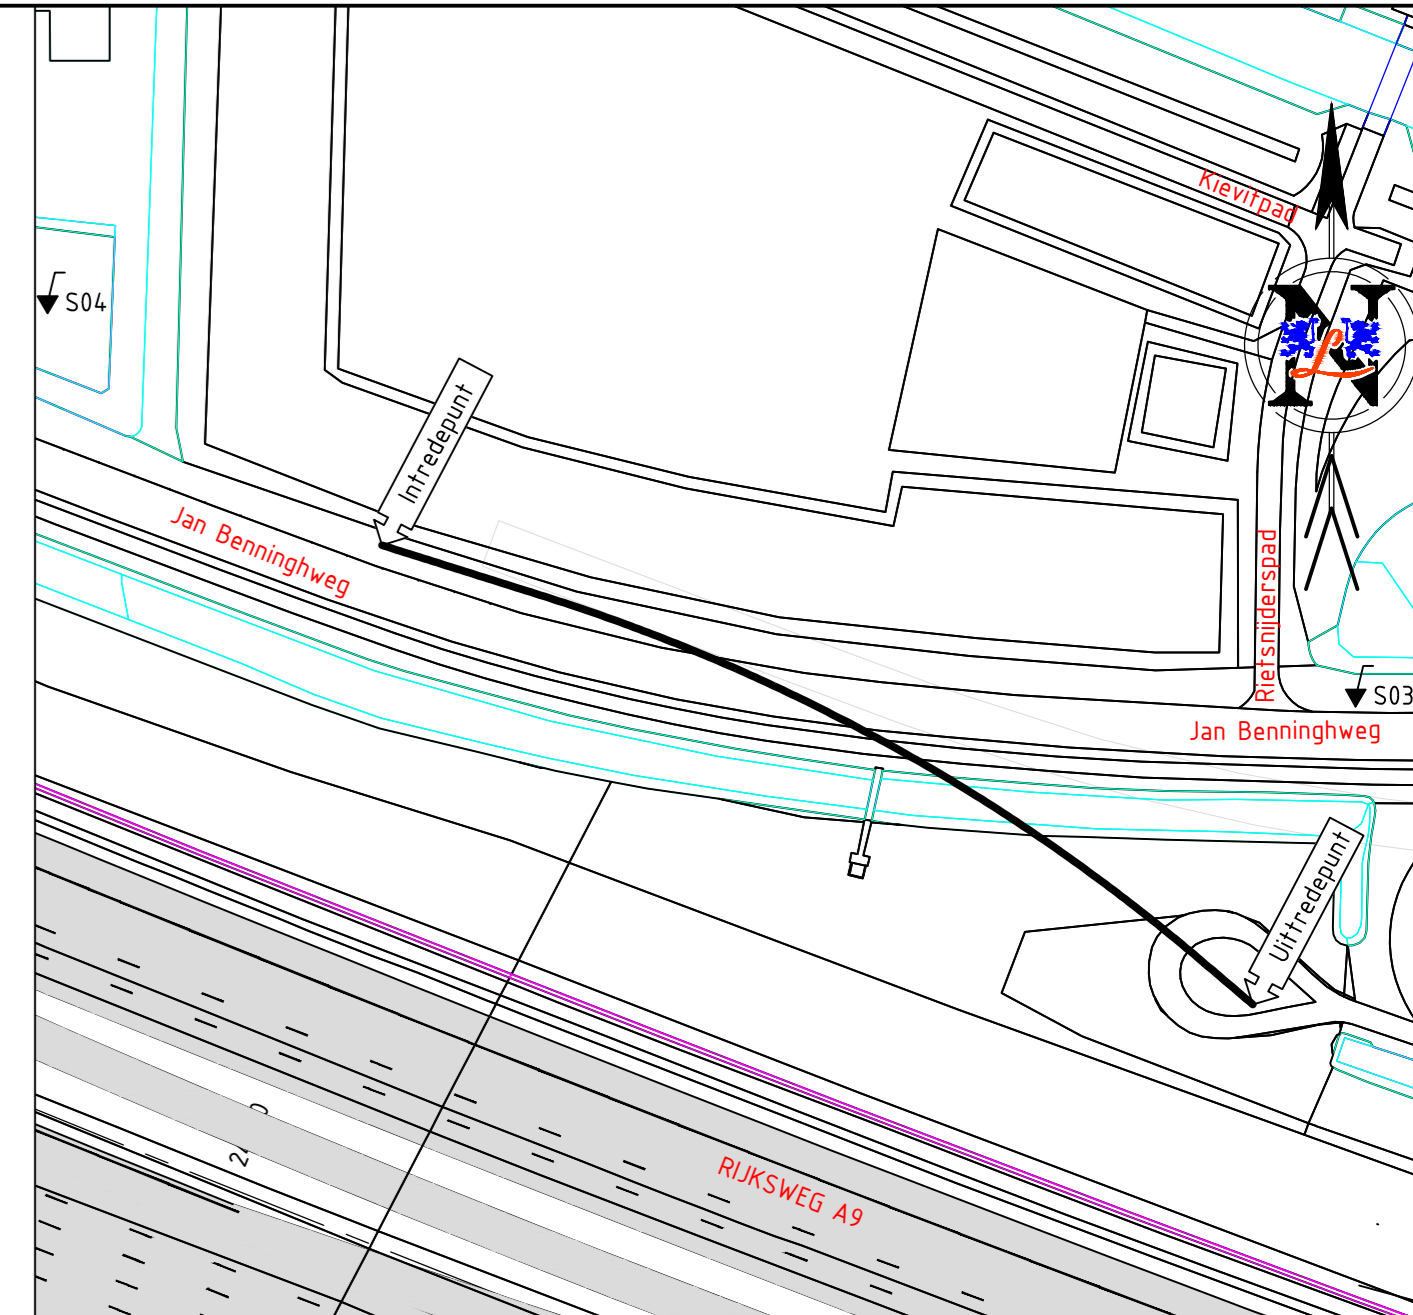 Kievitpad
S04
Intredepunt
Jan Benninghweg
Rietsnijderspad
S03
Jan Benninghweg
Uittredepunt
RIJKSWEG A9
N
L